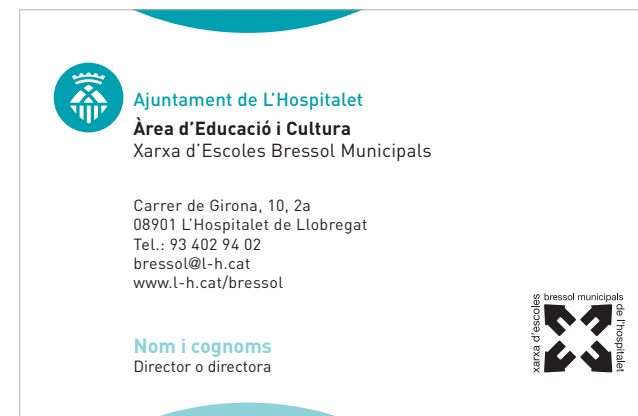 Ajuntament de L'Hospitalet
Àrea d'Educació i Cultura
Xarxa d'Escoles Bressol Municipals
Carrer de Girona, 10, 2a
08901 L'Hospitalet de Llobregat
Tel.: 93 402 94 02
bressol@l-h.cat
www.l-h.cat/bressol
Nom i cognoms
Director o directora
xarxa d'escoles
bressol municipals
de l'hospitalet